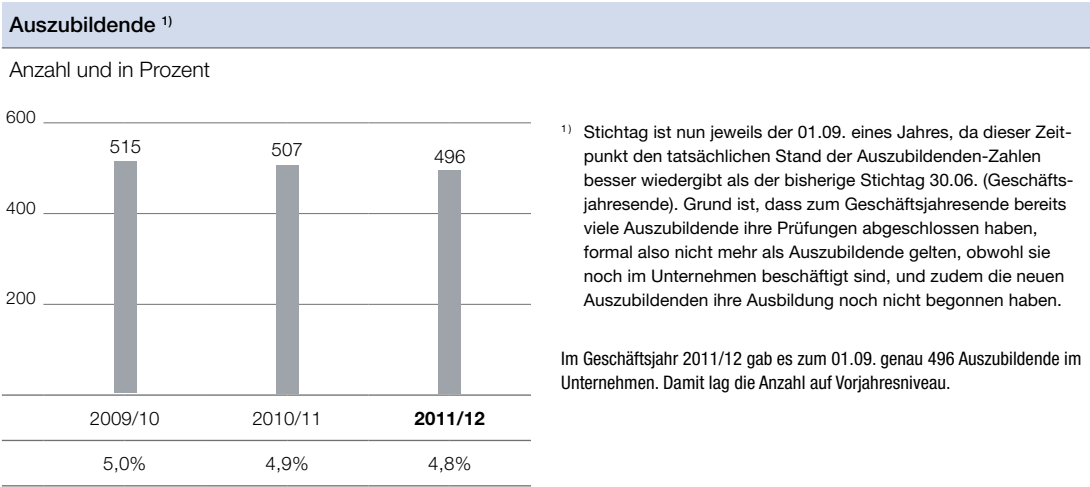 Auszubildende 1)
Anzahl und in Prozent
600
515
507
496
400
200
2009/10
2010/11
2011/12
5,0%
4,9%
4,8%
1) Stichtag ist nun jeweils der 01.09. eines Jahres, da dieser Zeit-
punkt den tatsächlichen Stand der Auszubildenden-Zahlen
besser wiedergibt als der bisherige Stichtag 30.06. (Geschäfts-
jahresende). Grund ist, dass zum Geschäftsjahresende bereits
viele Auszubildende ihre Prüfungen abgeschlossen haben,
formal also nicht mehr als Auszubildende gelten, obwohl sie
noch im Unternehmen beschäftigt sind, und zudem die neuen
Auszubildenden ihre Ausbildung noch nicht begonnen haben.
Im Geschäftsjahr 2011/12 gab es zum 01.09. genau 496 Auszubildende im
Unternehmen. Damit lag die Anzahl auf Vorjahresniveau.